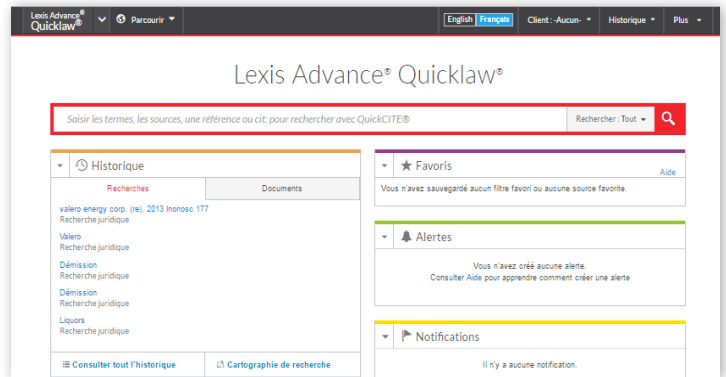 Lexis Advance®
Quicklaw®
Parcourir
English Français
Client : -Aucun-
Historique
Plus
Lexis Advance® Quicklaw®
Saisir les termes, les sources, une référence ou cit: pour rechercher avec QuickCITE®
Rechercher : Tout
Historique
Recherches
Documents
valero energy corp. (re), 2013 lnonosc 177
Recherche juridique
Valero
Recherche juridique
Démission
Recherche juridique
Démission
Recherche juridique
Liquors
Recherche juridique
Consulter tout l'historique
Cartographie de recherche
Favoris
Aide
Vous n'avez sauvegardé aucun filtre favori ou aucune source favorite.
Alertes
Vous n'avez créé aucune alerte.
Consulter Aide pour apprendre comment créer une alerte
Notifications
Il n'y a aucune notification.